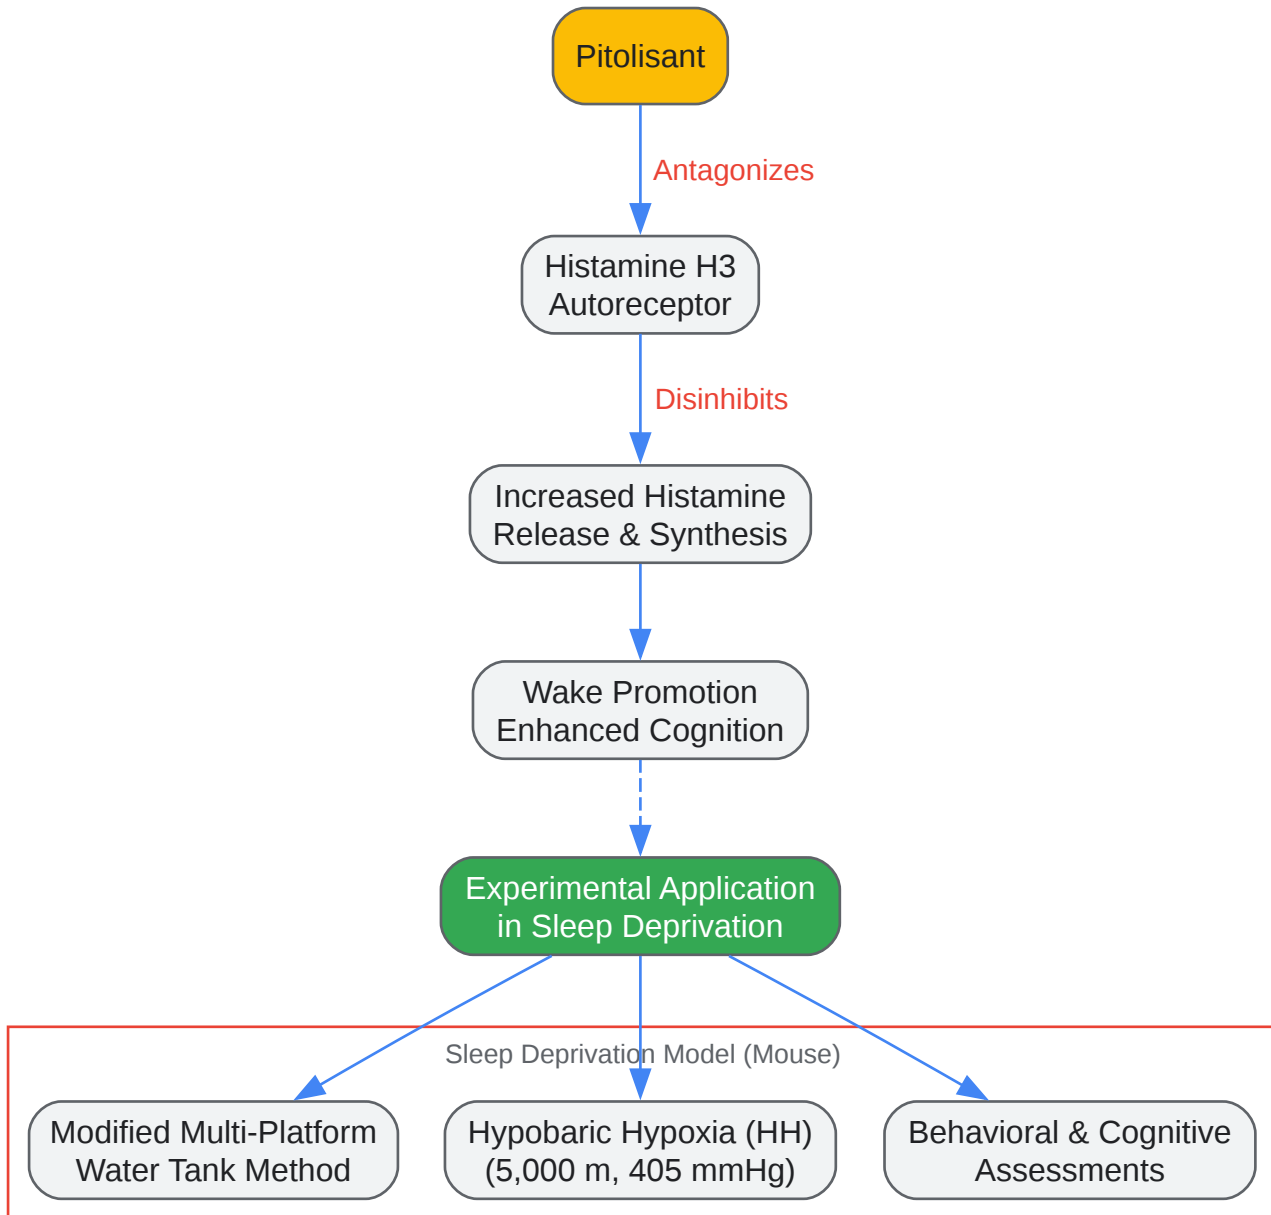 Pitolisant
Antagonizes
Histamine H3
Autoreceptor
Disinhibits
Increased Histamine
Release & Synthesis
Wake Promotion
Enhanced Cognition
Experimental Application
in Sleep Deprivation
Sleep Deprivation Model (Mouse)
Modified Multi-Platform
Water Tank Method
Hypobaric Hypoxia (HH)
(5,000 m, 405 mmHg)
Behavioral & Cognitive
Assessments